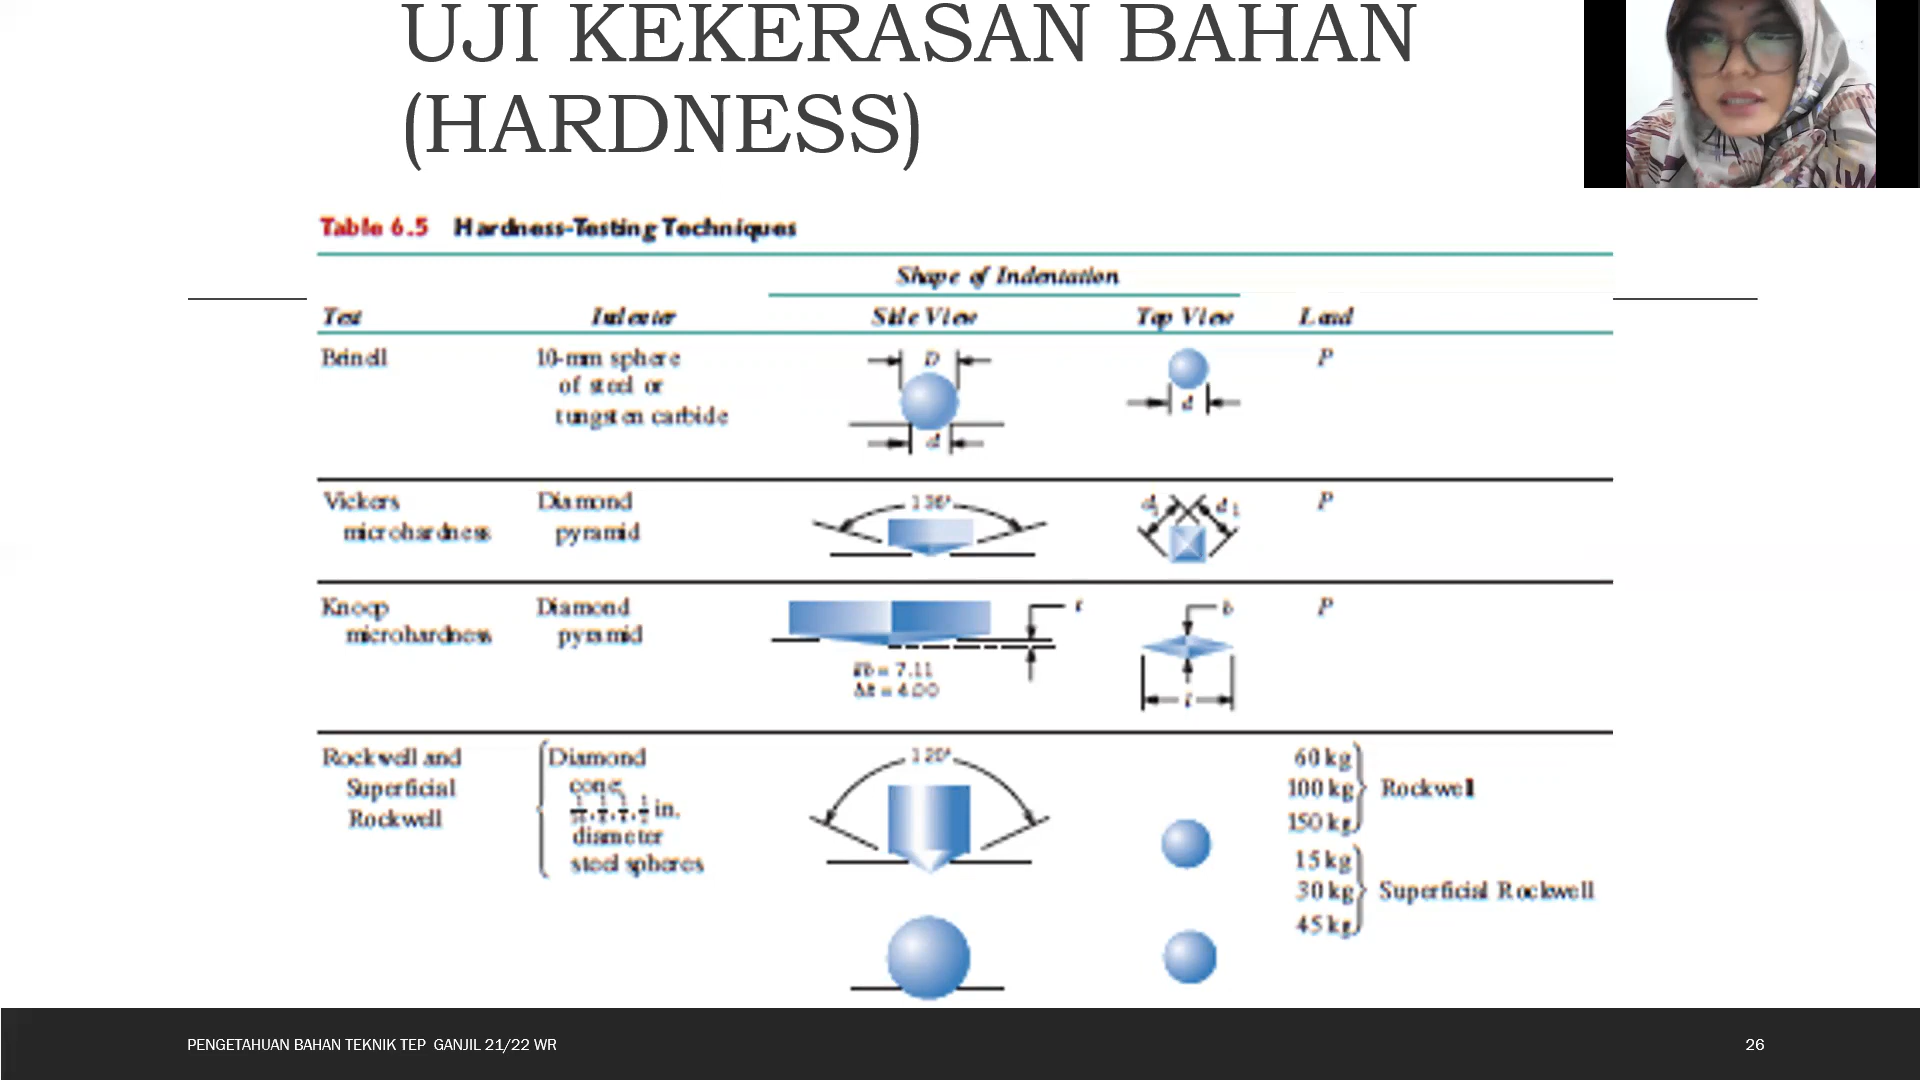 UJI KEKERASAN BAHAN
(HARDNESS)
Table 6.5 Hardness-Testing Techniques
Shape of Indentation
Test Indenter Side View Top View Load
Brinell 10-mm sphere D P
of steel or
tungsten carbide d d
Vickers Diamond 136° d1 d1 P
microhardness pyramid
Knoop Diamond t b P
microhardness pyramid
l/b = 7.11
b/t = 4.00
l
Rockwell and Diamond 120° 60 kg
Superficial cone, 100 kg Rockwell
Rockwell in. 150 kg
diameter
steel spheres 15 kg
30 kg Superficial Rockwell
45 kg
PENGETAHUAN BAHAN TEKNIK TEP GANJIL 21/22 WR 26